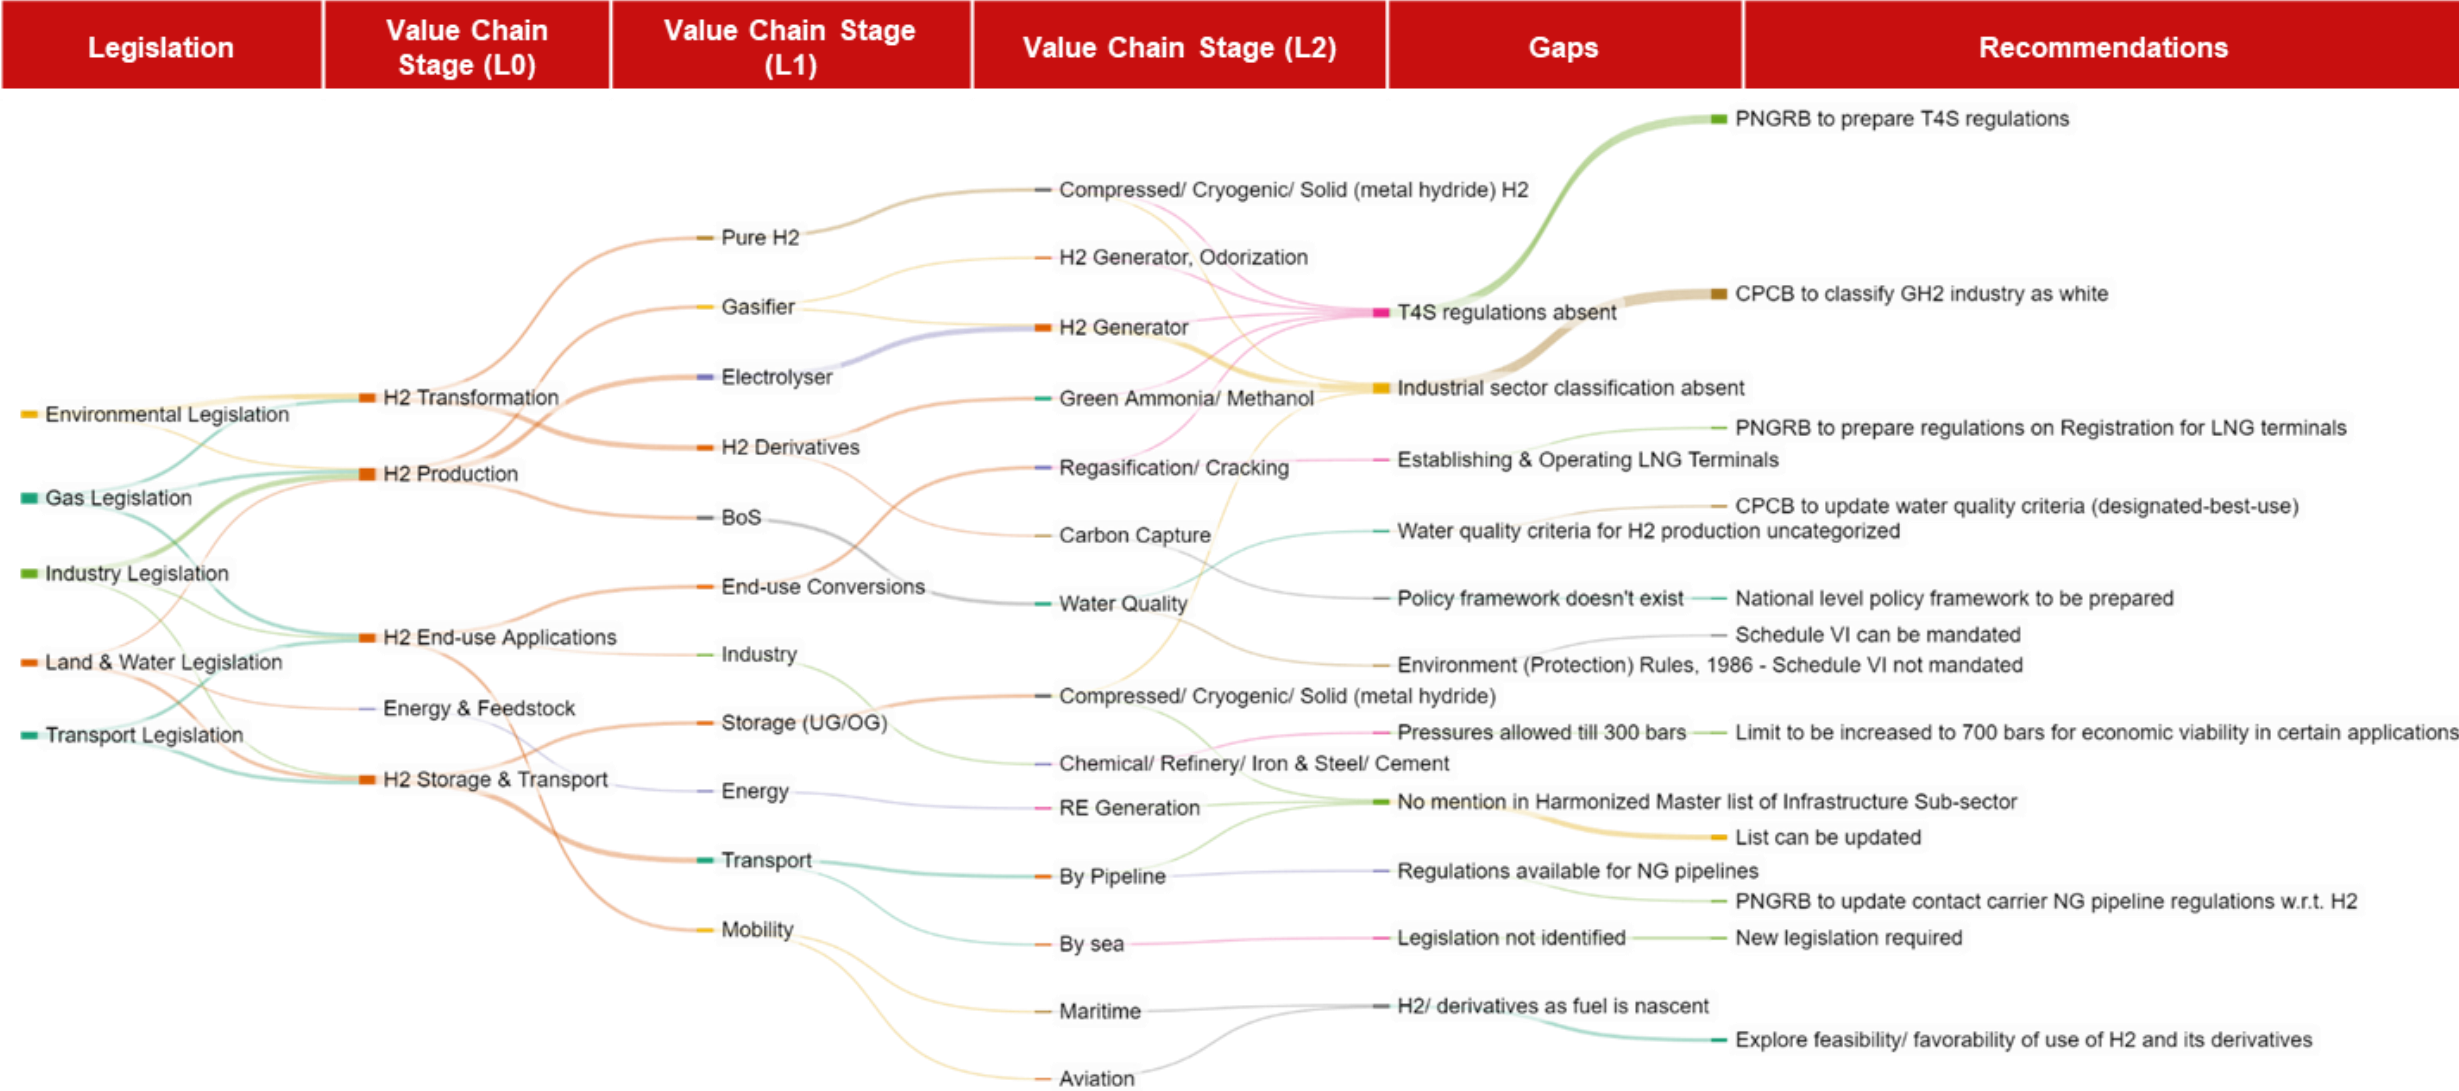 Legislation
Value Chain
Stage (L0)
Value Chain Stage
(L1)
Value Chain Stage (L2)
Gaps
Recommendations
Environmental Legislation
Gas Legislation
Industry Legislation
Land & Water Legislation
Transport Legislation
H2 Transformation
H2 Production
H2 End-use Applications
Energy & Feedstock
H2 Storage & Transport
Pure H2
Gasifier
Electrolyser
H2 Derivatives
BoS
End-use Conversions
Industry
Storage (UG/OG)
Energy
Transport
Mobility
Compressed/ Cryogenic/ Solid (metal hydride) H2
H2 Generator, Odorization
H2 Generator
Green Ammonia/ Methanol
Regasification/ Cracking
Carbon Capture
Water Quality
Compressed/ Cryogenic/ Solid (metal hydride)
Chemical/ Refinery/ Iron & Steel/ Cement
RE Generation
By Pipeline
By sea
Maritime
Aviation
T4S regulations absent
Industrial sector classification absent
Establishing & Operating LNG Terminals
Water quality criteria for H2 production uncategorized
Policy framework doesn't exist
Environment (Protection) Rules, 1986 - Schedule VI not mandated
Pressures allowed till 300 bars
No mention in Harmonized Master list of Infrastructure Sub-sector
Regulations available for NG pipelines
Legislation not identified
H2/ derivatives as fuel is nascent
PNGRB to prepare T4S regulations
CPCB to classify GH2 industry as white
PNGRB to prepare regulations on Registration for LNG terminals
CPCB to update water quality criteria (designated-best-use)
National level policy framework to be prepared
Schedule VI can be mandated
Limit to be increased to 700 bars for economic viability in certain applications
List can be updated
PNGRB to update contact carrier NG pipeline regulations w.r.t. H2
New legislation required
Explore feasibility/ favorability of use of H2 and its derivatives